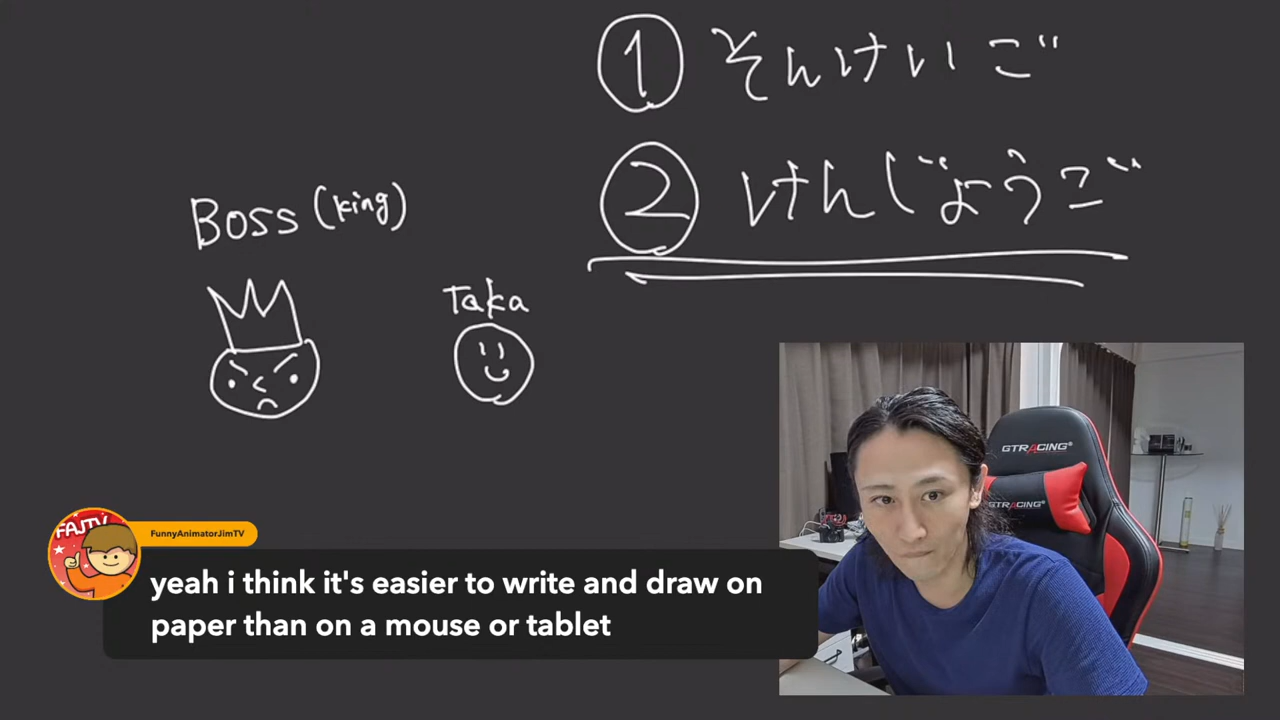 ① そんけいご
② けんじょうご
Boss (king)
Taka
GTRACING
GTRACING
FAJTV
FunnyAnimatorJimTV
yeah i think it's easier to write and draw on
paper than on a mouse or tablet